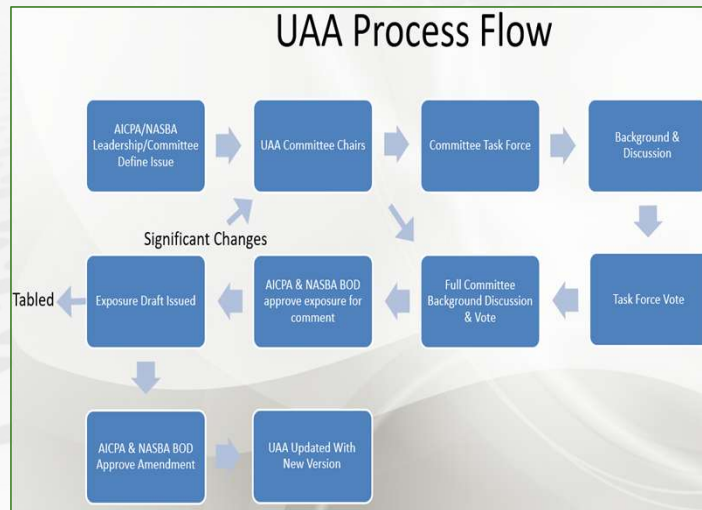 UAA Process Flow
AICPA/NASBA
Leadership/Committee
Define Issue
UAA Committee Chairs
Committee Task Force
Background &
Discussion
Significant Changes
Tabled
Exposure Draft Issued
AICPA & NASBA BOD
approve exposure for
comment
Full Committee
Background Discussion
& Vote
Task Force Vote
AICPA & NASBA BOD
Approve Amendment
UAA Updated With
New Version